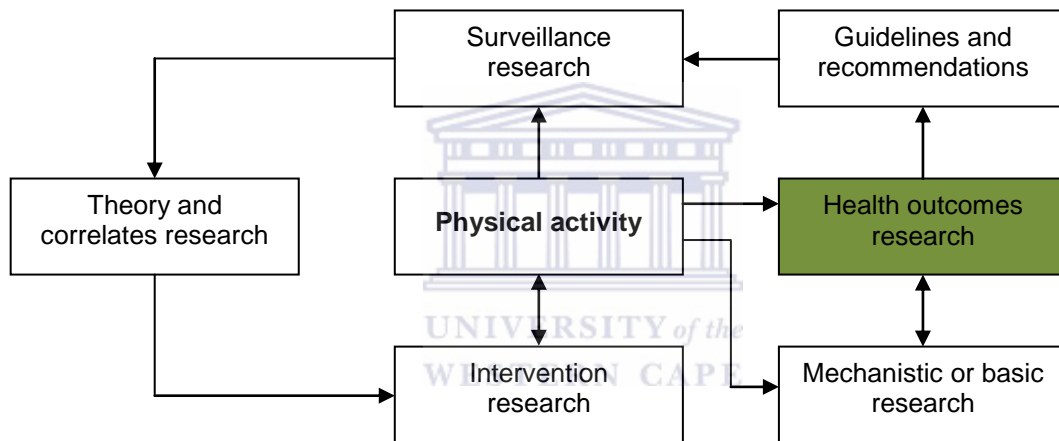 Surveillance
research
Guidelines and
recommendations
Theory and
correlates research
Physical activity
Health outcomes
research
UNIVERSITY of the
WESTERN CAPE
Intervention
research
Mechanistic or basic
research